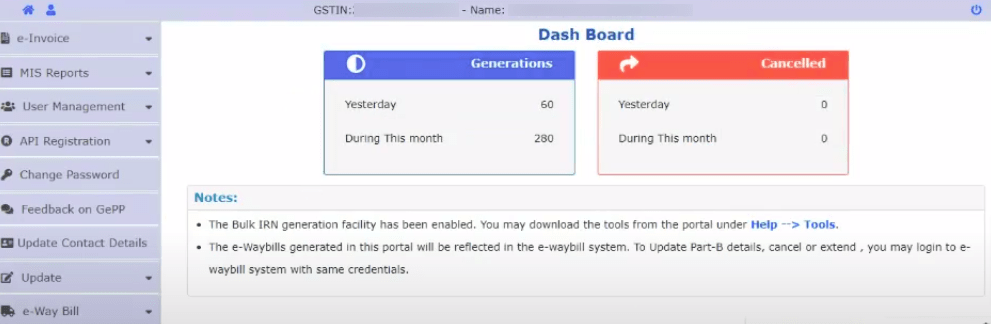 GSTIN: - Name:
e-Invoice
MIS Reports
User Management
API Registration
Change Password
Feedback on GePP
Update Contact Details
Update
e-Way Bill
Dash Board
Generations
Yesterday 60
During This month 280
Cancelled
Yesterday 0
During This month 0
Notes:
• The Bulk IRN generation facility has been enabled. You may download the tools from the portal under Help --> Tools.
• The e-Waybills generated in this portal will be reflected in the e-waybill system. To Update Part-B details, cancel or extend , you may login to e-
waybill system with same credentials.